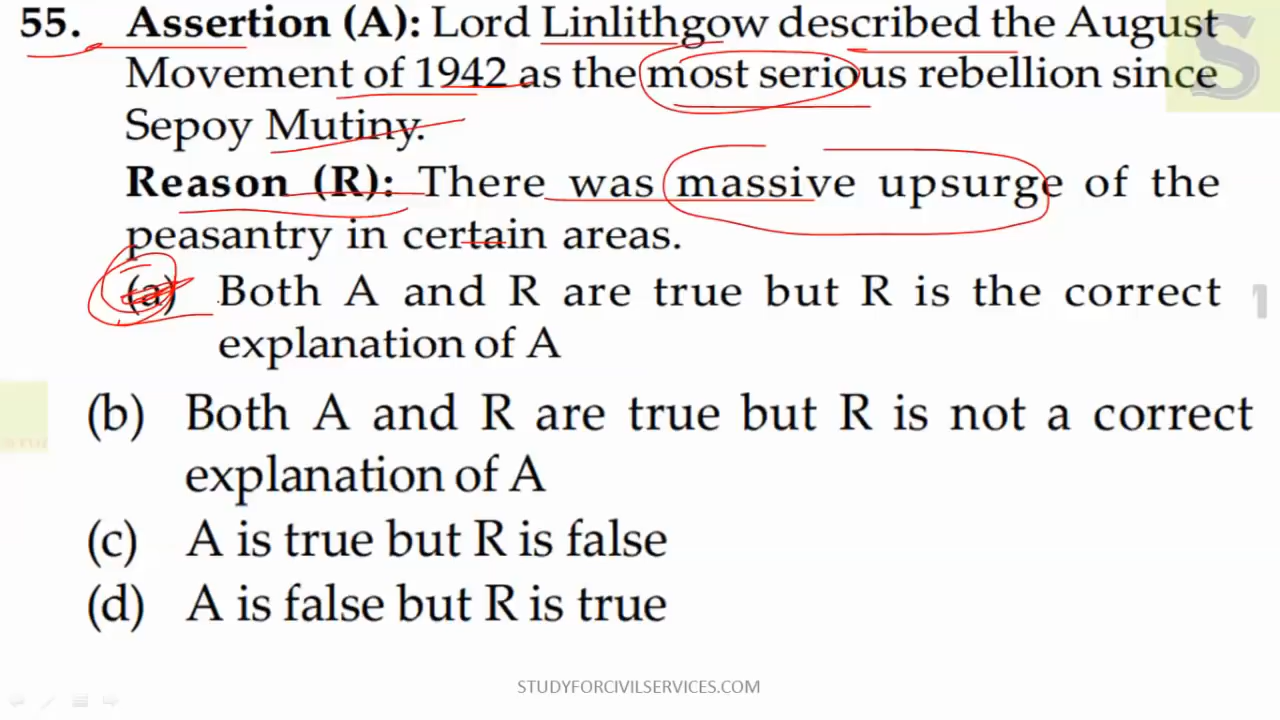 55. Assertion (A): Lord Linlithgow described the August
Movement of 1942 as the most serious rebellion since
Sepoy Mutiny.
Reason (R): There was massive upsurge of the
peasantry in certain areas.
(a) Both A and R are true but R is the correct
explanation of A
(b) Both A and R are true but R is not a correct
explanation of A
(c) A is true but R is false
(d) A is false but R is true
STUDYFORCIVILSERVICES.COM